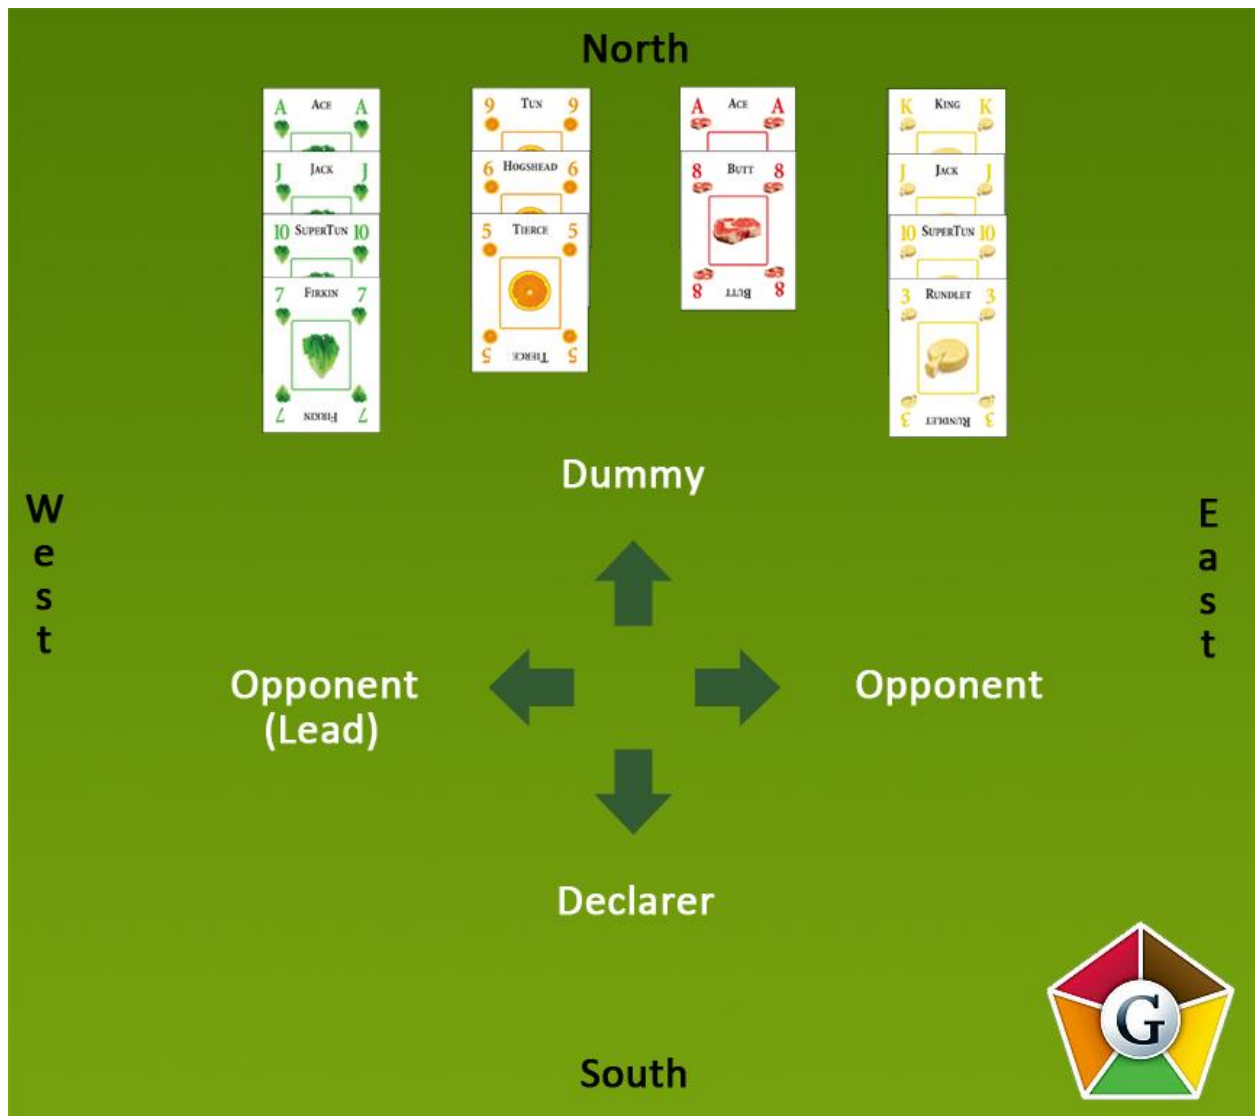 North
A ACE A
J JACK J
10 SUPERTUN 10
7 FIRKIN 7
7 FIRKIN 7
9 TUN 9
6 HOGSHEAD 6
5 TIERCE 5
5 TIERCE 5
A ACE A
8 BUTT 8
8 BUTT 8
K KING K
J JACK J
10 SUPERTUN 10
3 RUNDLET 3
3 RUNDLET 3
Dummy
West
East
Opponent
(Lead)
Opponent
Declarer
G
South